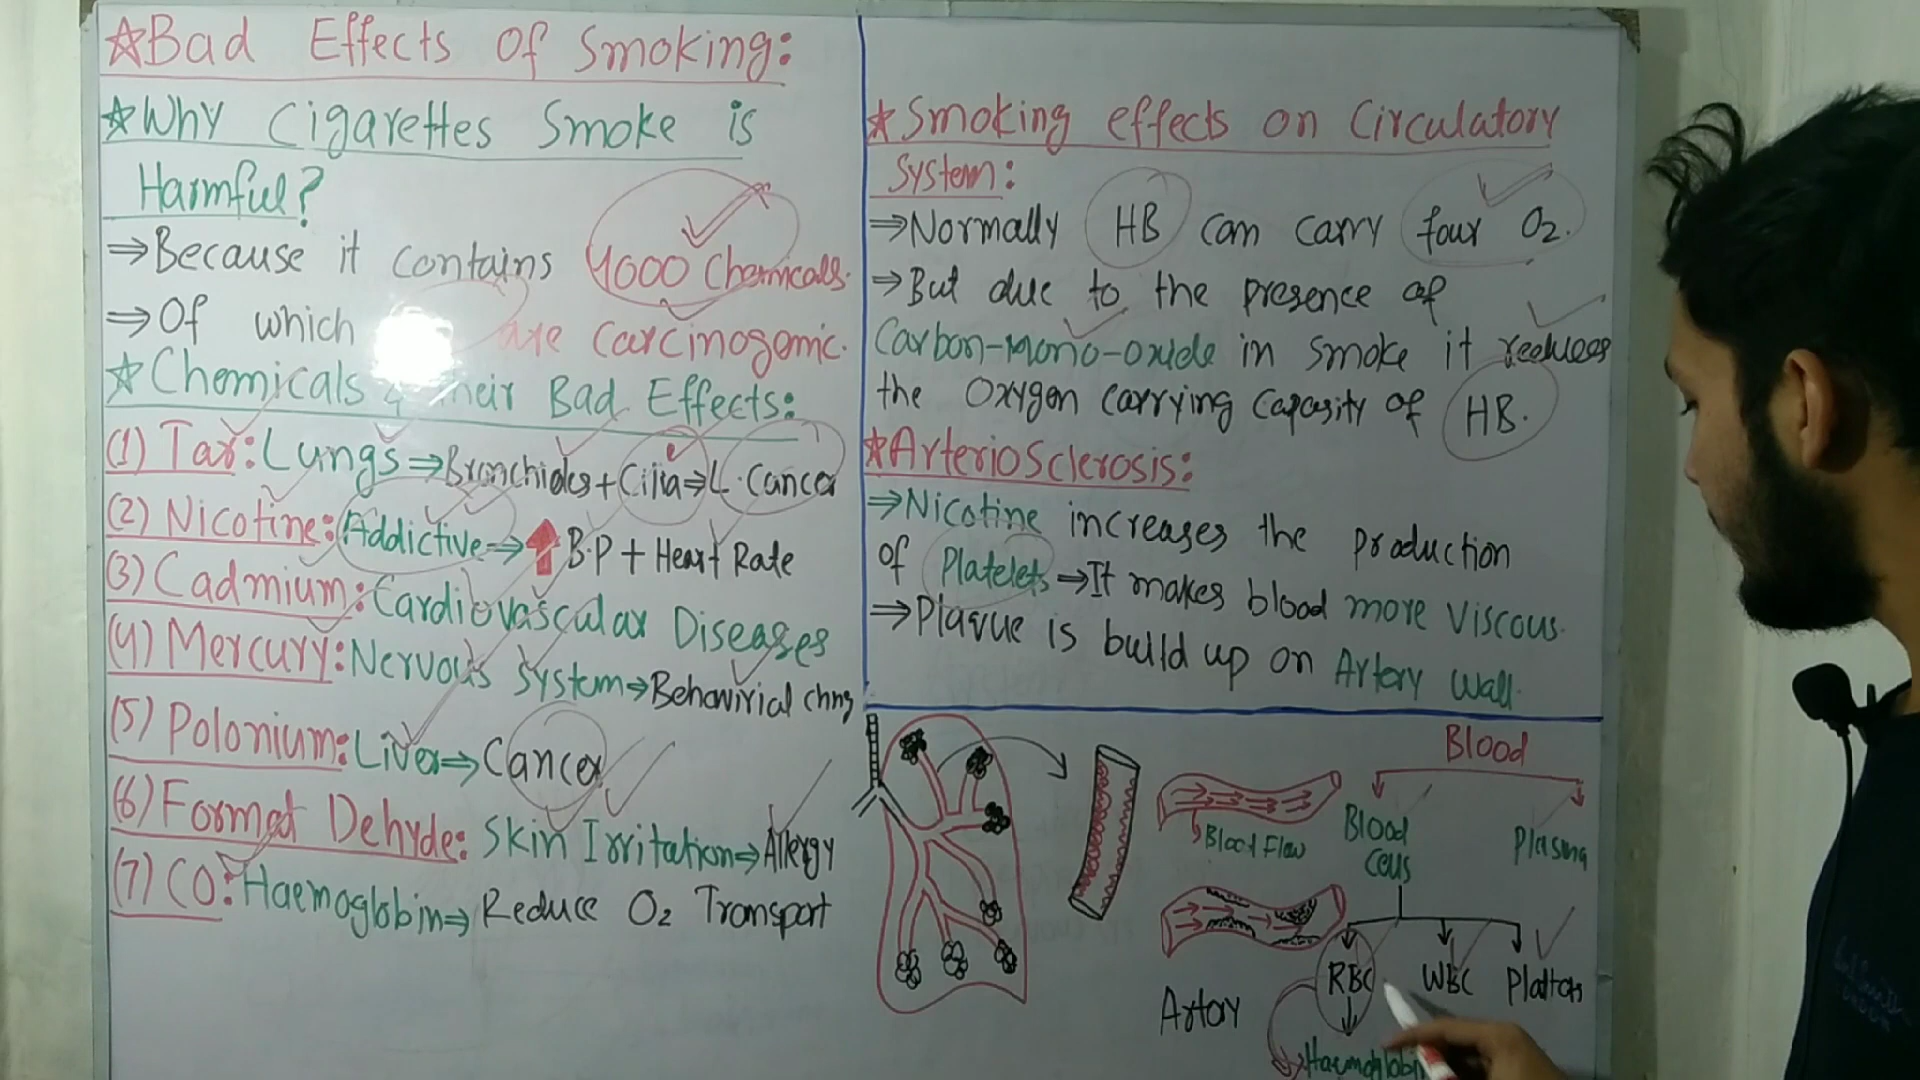 ☆Bad Effects Of Smoking:
☆Why Cigarettes Smoke is
Harmful?
⇒Because it contains 4000 Chemicals.
⇒Of which are Carcinogenic.
☆Chemicals & their Bad Effects:
(1) Tar: Lungs⇒Bronchioles+Cilia⇒L.Cancer
(2) Nicotine: Addictive⇒↑B.P + Heart Rate
(3) Cadmium: Cardiovascular Diseases
(4) Mercury: Nervous System⇒Behavirial chng
(5) Polonium: Liver⇒Cancer
(6) Formal Dehyde: Skin Irritation⇒Allergy
(7) CO: Haemoglobin⇒Reduce O2 Transport
☆Smoking effects on Circulatory
System:
⇒Normally HB can carry four O2.
⇒But due to the presence of
Carbon-Mono-oxide in smoke it reduces
the Oxygen carrying capasity of HB.
☆ArterioSclerosis:
⇒Nicotine increases the production
of Platelets⇒It makes blood more Viscous.
⇒Plaque is build up on Artery Wall.
Blood
Blood Flow
Blood
Cells
Plasma
Artery
RBC WBC
Haemoglobin